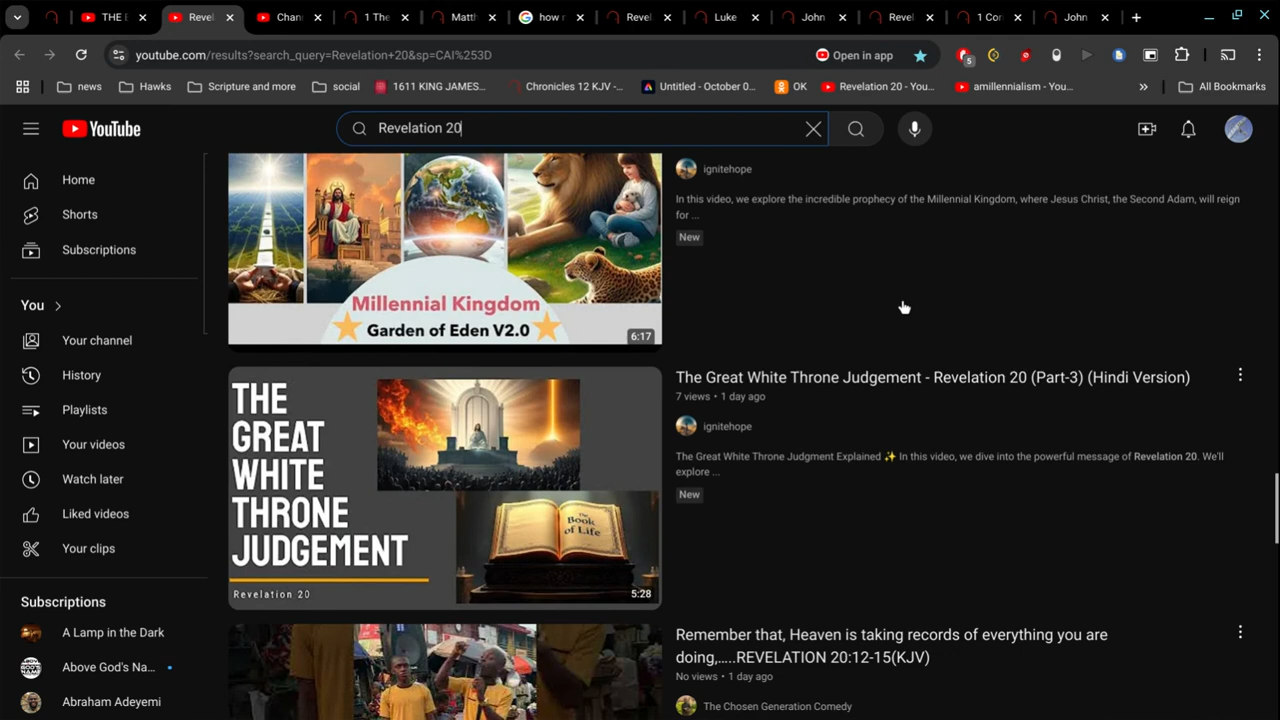 THE E
Revel
Chan
1 The
Matth
how r
Revel
Luke
John
Revel
1 Cor
John
youtube.com/results?search_query=Revelation+20&sp=CAI%253D
Open in app
5
news
Hawks
Scripture and more
social
1611 KING JAMES...
Chronicles 12 KJV -...
Untitled - October 0...
OK
Revelation 20 - You...
amillennialism - You...
All Bookmarks
YouTube
Revelation 20
Home
Shorts
Subscriptions
You
Your channel
History
Playlists
Your videos
Watch later
Liked videos
Your clips
Subscriptions
A Lamp in the Dark
Above God's Na...
Abraham Adeyemi
Millennial Kingdom
Garden of Eden V2.0
6:17
ignitehope
In this video, we explore the incredible prophecy of the Millennial Kingdom, where Jesus Christ, the Second Adam, will reign
for ...
New
THE
GREAT
WHITE
THRONE
JUDGEMENT
Revelation 20
The
Book
of
Life
5:28
The Great White Throne Judgement - Revelation 20 (Part-3) (Hindi Version)
7 views • 1 day ago
ignitehope
The Great White Throne Judgment Explained ✨ In this video, we dive into the powerful message of Revelation 20. We'll
explore ...
New
Remember that, Heaven is taking records of everything you are
doing,.....REVELATION 20:12-15(KJV)
No views • 1 day ago
The Chosen Generation Comedy